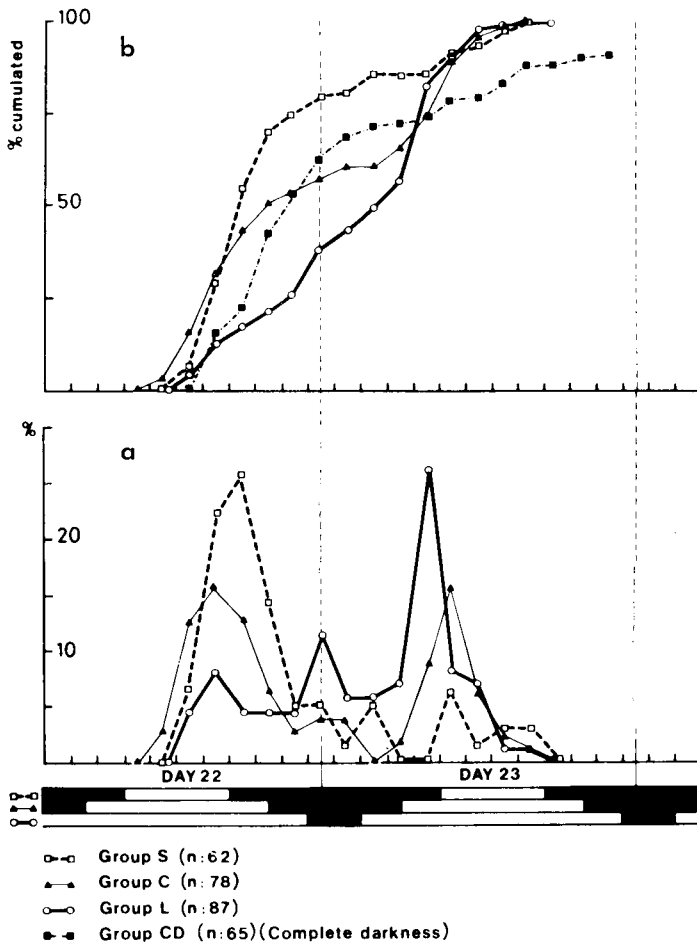 100
b
% cumulated
50
%
a
20
10
DAY 22 DAY 23
Group S (n:62)
Group C (n:78)
Group L (n:87)
Group CD (n:65)(Complete darkness)